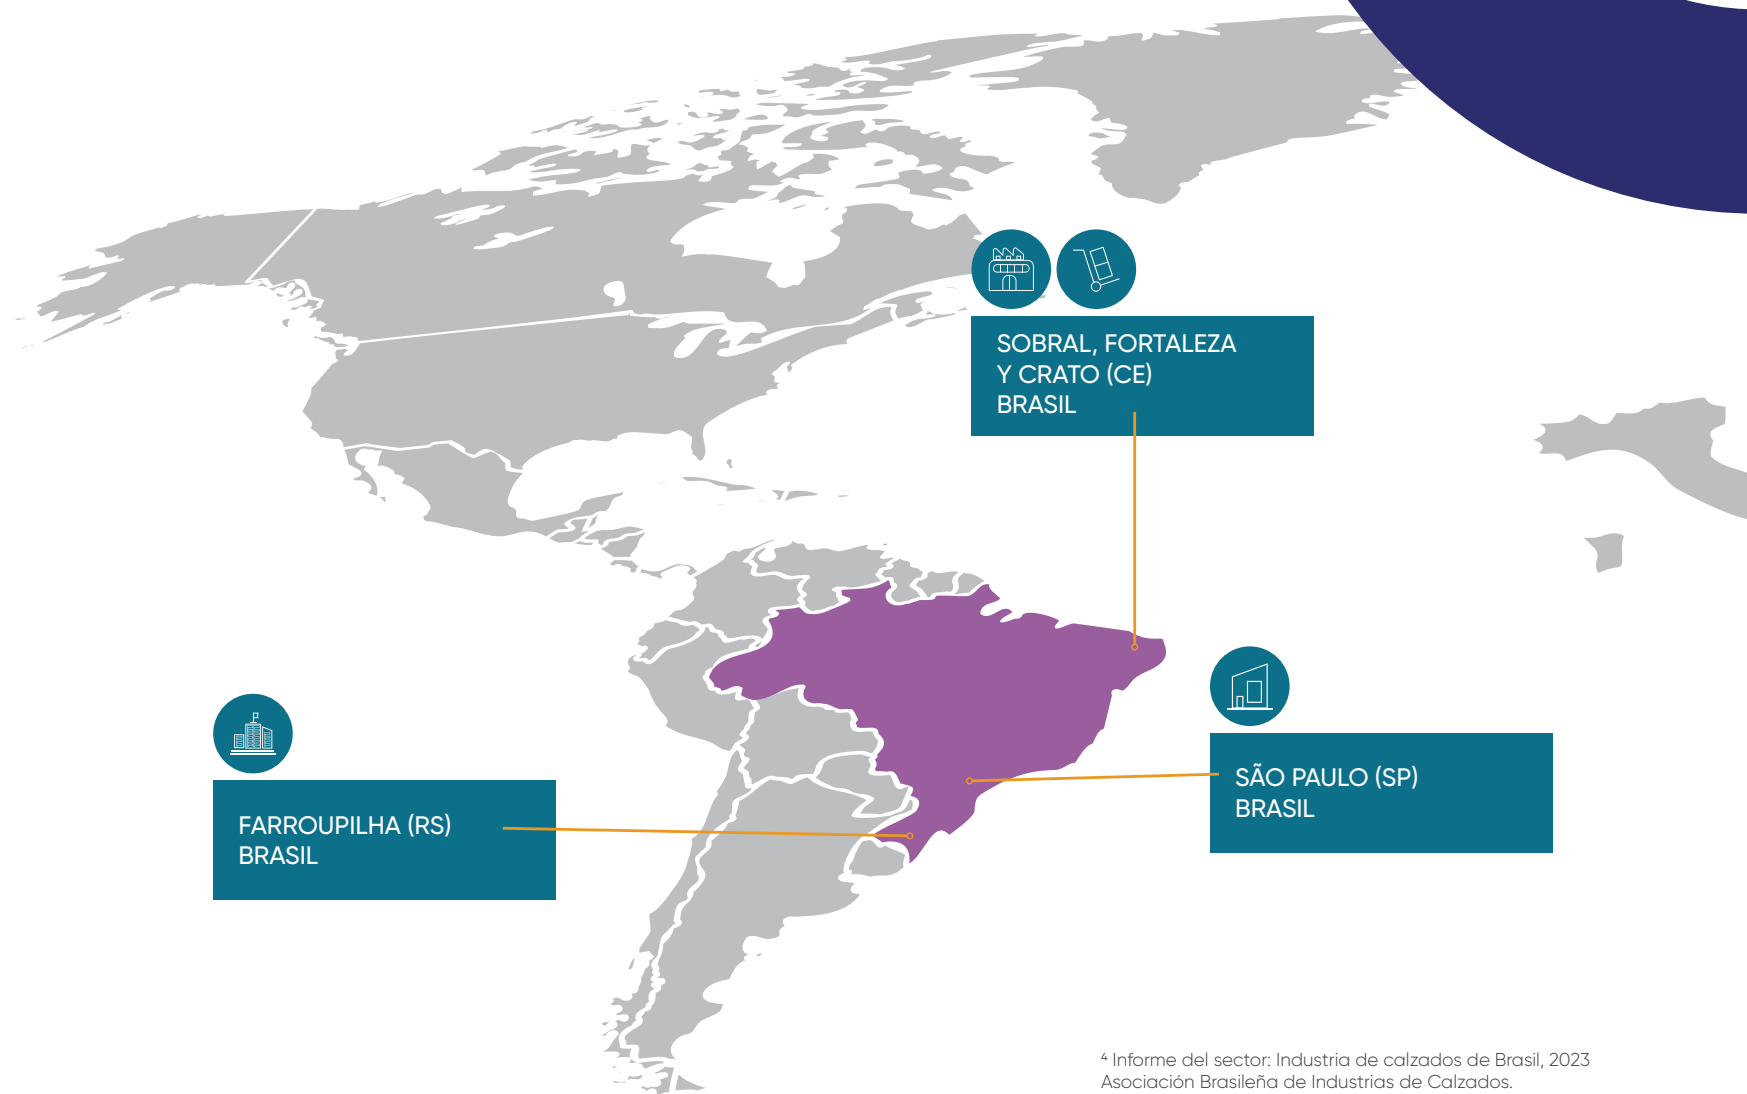 SOBRAL, FORTALEZA
Y CRATO (CE)
BRASIL
SÃO PAULO (SP)
BRASIL
FARROUPILHA (RS)
BRASIL
⁴ Informe del sector: Industria de calzados de Brasil, 2023
Asociación Brasileña de Industrias de Calzados.